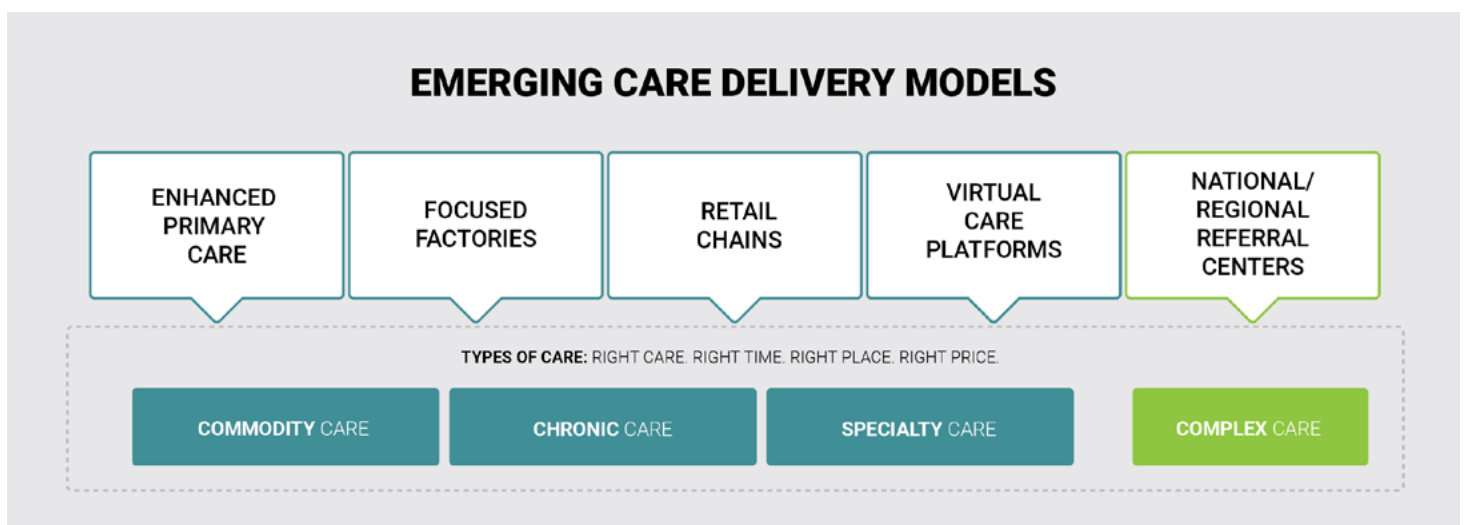 EMERGING CARE DELIVERY MODELS
ENHANCED
PRIMARY
CARE
FOCUSED
FACTORIES
RETAIL
CHAINS
VIRTUAL
CARE
PLATFORMS
NATIONAL/
REGIONAL
REFERRAL
CENTERS
TYPES OF CARE: RIGHT CARE. RIGHT TIME. RIGHT PLACE. RIGHT PRICE.
COMMODITY CARE
CHRONIC CARE
SPECIALTY CARE
COMPLEX CARE